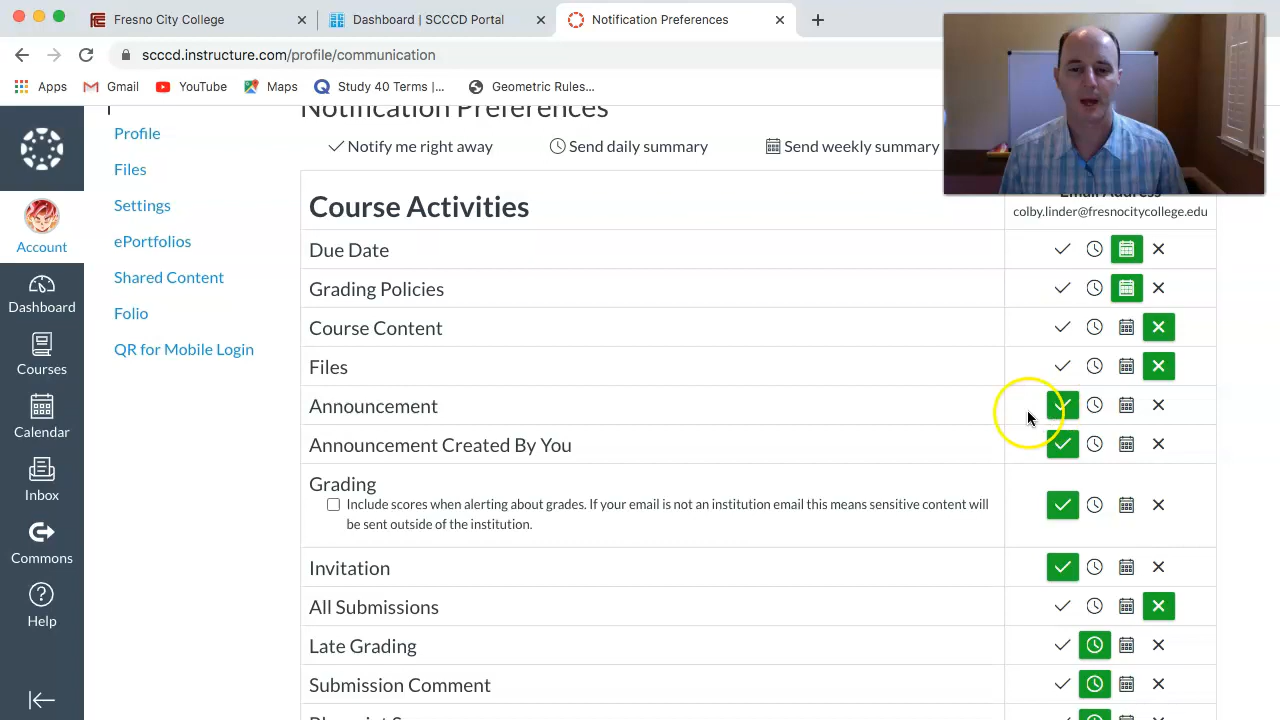 Fresno City College
Dashboard | SCCCD Portal
Notification Preferences
scccd.instructure.com/profile/communication
Apps
Gmail
YouTube
Maps
Study 40 Terms |...
Geometric Rules...
Account
Dashboard
Courses
Calendar
Inbox
Commons
Help
Profile
Files
Settings
ePortfolios
Shared Content
Folio
QR for Mobile Login
Notification Preferences
Notify me right away
Send daily summary
Send weekly summary
Course Activities
Email Address
colby.linder@fresnocitycollege.edu
Due Date
Grading Policies
Course Content
Files
Announcement
Announcement Created By You
Grading
Include scores when alerting about grades. If your email is not an institution email this means sensitive content will
be sent outside of the institution.
Invitation
All Submissions
Late Grading
Submission Comment